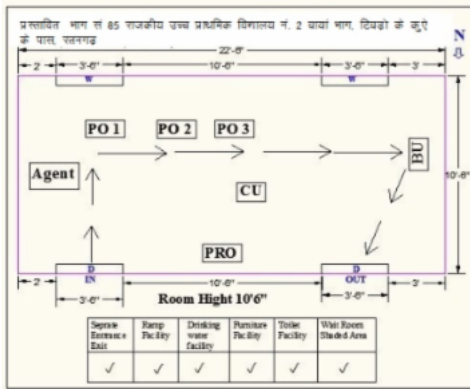 प्रस्तावित भाग सं 85 राजकीय उच्च प्राथमिक विद्यालय नं. 2 बायां भाग, टिबड़ो के कुऐ
के पास, रतनगढ़
N
22'-6"
2' 3'-6" 10'-6" 3'-6" 3'
W W
PO 1 PO 2 PO 3
BU
Agent
10'-6"
CU
PRO
D D
IN OUT
2' 10'-6" 3'
3'-6" 3'-6"
Room Hight 10'6"
Seprate Entrance Exit
Ramp Facility
Drinking water facility
Furniture Facility
Toilet Facility
Wait Room Shaded Area
✓ ✓ ✓ ✓ ✓ ✓